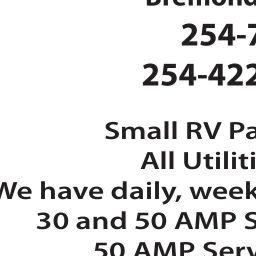 Bremond
254-7
254-422
Small RV Pa
All Utiliti
We have daily, week
30 and 50 AMP S
50 AMP Serv